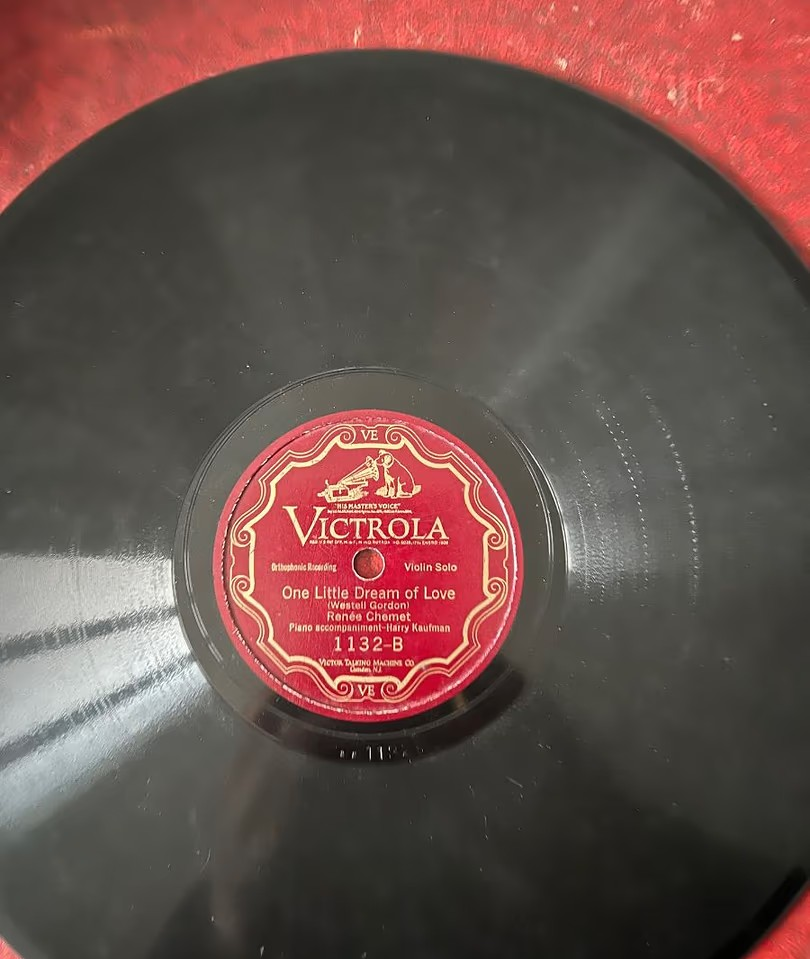 VE
"HIS MASTER'S VOICE"
VICTROLA
Orthophonic Recording
Violin Solo
One Little Dream of Love
(Westell Gordon)
Renée Chemet
Piano accompaniment-Harry Kaufman
1132-B
VICTOR TALKING MACHINE CO
Camden, N.J.
VE